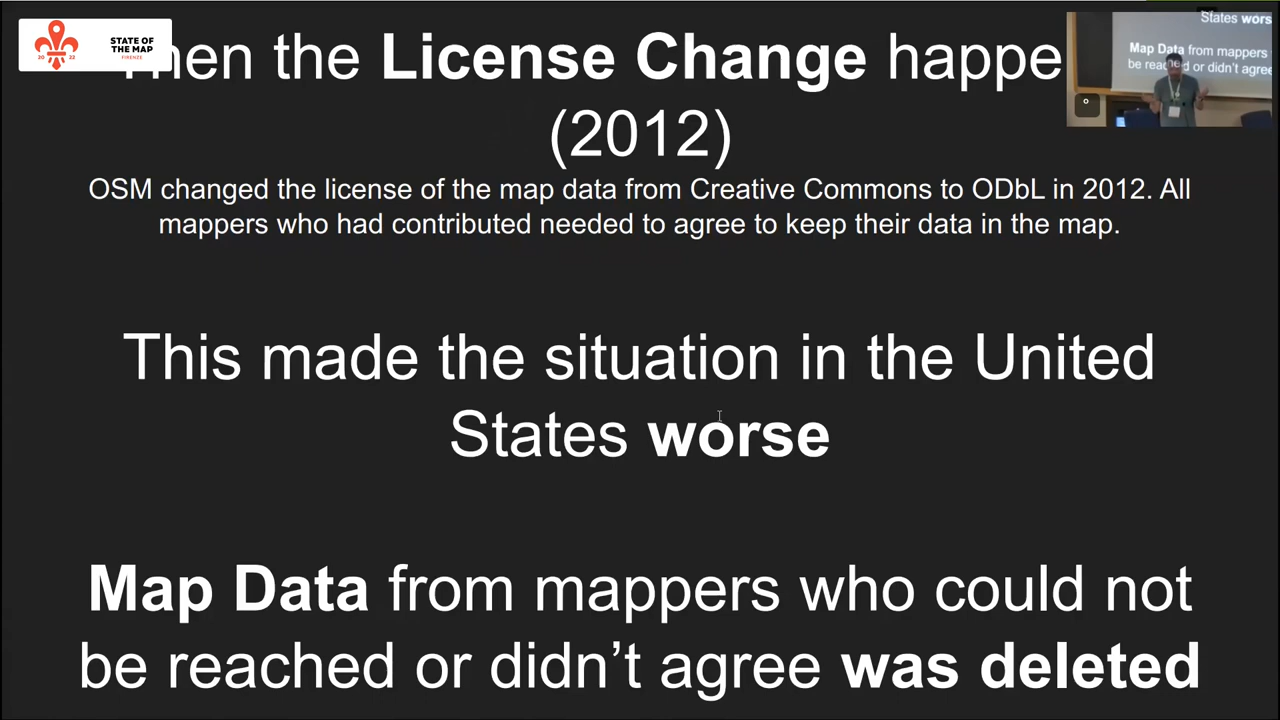 STATE OF
THE MAP
FIRENZE
20 22
hen the License Change happe
(2012)
OSM changed the license of the map data from Creative Commons to ODbL in 2012. All
mappers who had contributed needed to agree to keep their data in the map.
This made the situation in the United
States worse
Map Data from mappers who could not
be reached or didn’t agree was deleted
States wors
Map Data from mappers
be reached or didn't agree